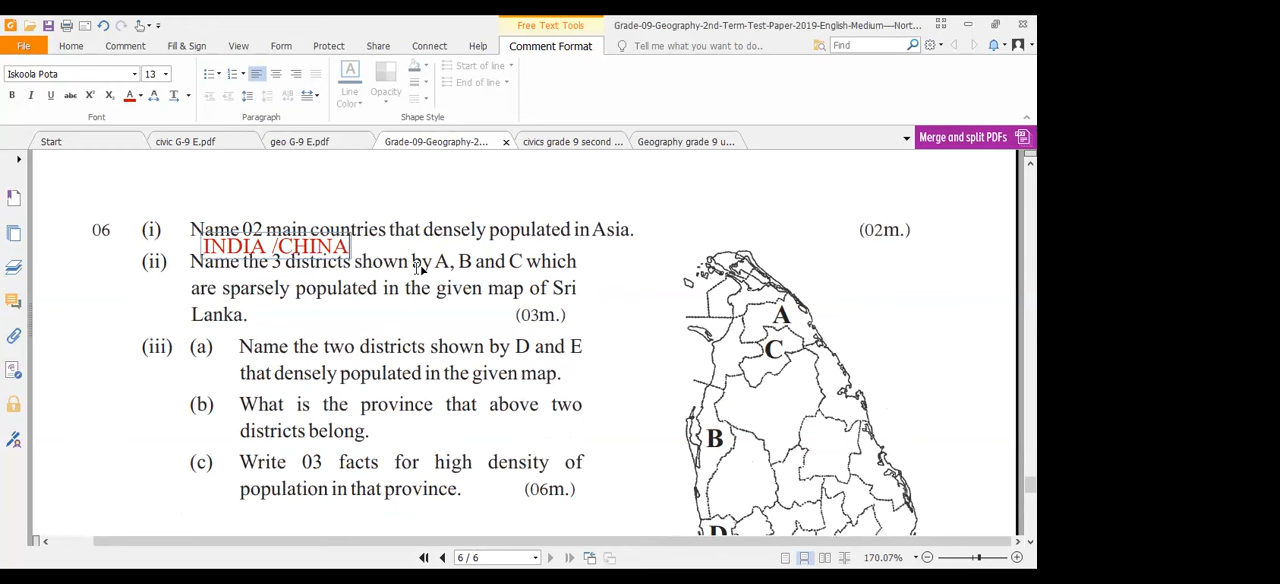 Free Text Tools
Grade-09-Geography-2nd-Term-Test-Paper-2019-English-Medium—Nort...
File Home Comment Fill & Sign View Form Protect Share Connect Help Comment Format Tell me what you want to do... Find
Iskoola Pota 13
Start of line
End of line
B I U abc X² X₂ A A T
Line Color Opacity
Font Paragraph Shape Style
Start civic G-9 E.pdf geo G-9 E.pdf Grade-09-Geography-2... civics grade 9 second ... Geography grade 9 u... Merge and split PDFs
06 (i) Name 02 main countries that densely populated in Asia. (02m.)
INDIA /CHINA
(ii) Name the 3 districts shown by A, B and C which
are sparsely populated in the given map of Sri
Lanka. (03m.)
(iii) (a) Name the two districts shown by D and E
that densely populated in the given map.
(b) What is the province that above two
districts belong.
(c) Write 03 facts for high density of
population in that province. (06m.)
A
C
B
D
6 / 6 170.07%